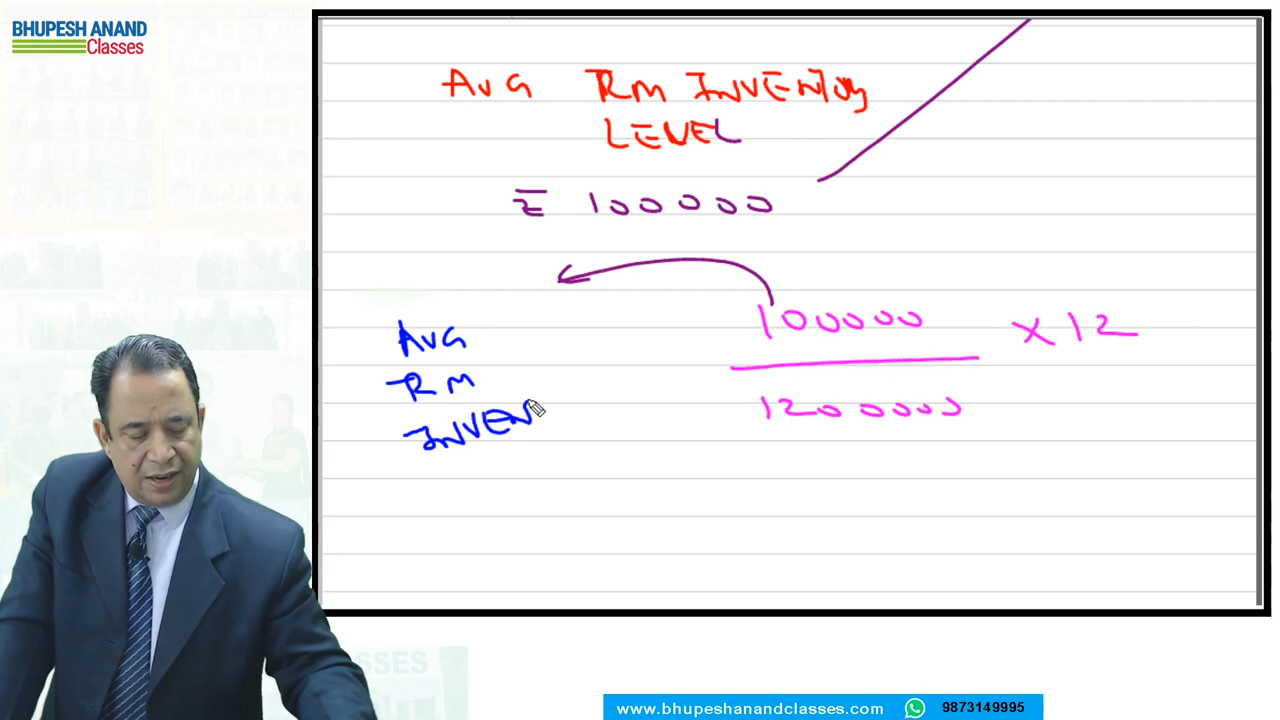 BHUPESH ANAND
Classes
AVG RM INVENTORY
LEVEL
₹ 100000
100000 × 12
1200000
AVG
RM
INVEN
www.bhupeshanandclasses.com 9873149995